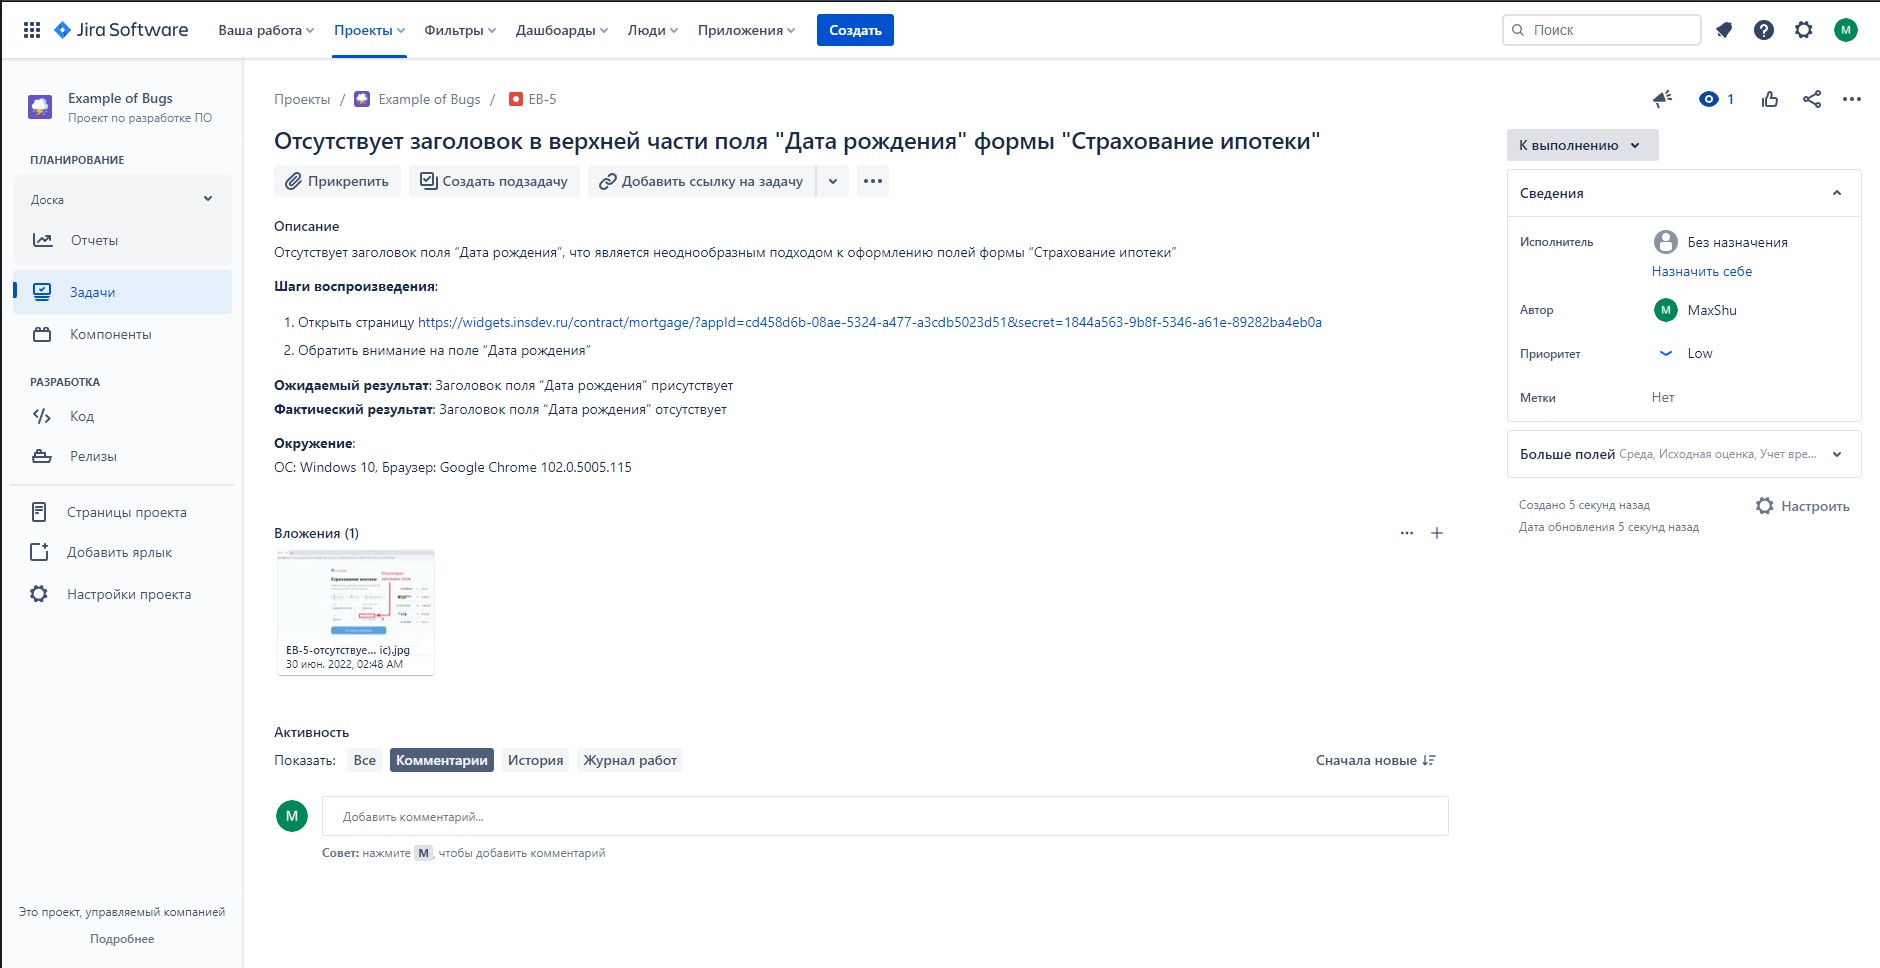 Jira Software Ваша работа Проекты Фильтры Дашборды Люди Приложения Создать Поиск M
Example of Bugs
Проект по разработке ПО
ПЛАНИРОВАНИЕ
Доска
Отчеты
Задачи
Компоненты
РАЗРАБОТКА
Код
Релизы
Страницы проекта
Добавить ярлык
Настройки проекта
Это проект, управляемый компанией
Подробнее
Проекты / Example of Bugs / EB-5
1
Отсутствует заголовок в верхней части поля "Дата рождения" формы "Страхование ипотеки"
Прикрепить Создать подзадачу Добавить ссылку на задачу
Описание
Отсутствует заголовок поля “Дата рождения”, что является неоднообразным подходом к оформлению полей формы “Страхование ипотеки”
Шаги воспроизведения:
1. Открыть страницу https://widgets.insdev.ru/contract/mortgage/?appId=cd458d6b-08ae-5324-a477-a3cdb5023d51&secret=1844a563-9b8f-5346-a61e-89282ba4eb0a
2. Обратить внимание на поле “Дата рождения”
Ожидаемый результат: Заголовок поля “Дата рождения” присутствует
Фактический результат: Заголовок поля “Дата рождения” отсутствует
Окружение:
ОС: Windows 10, Браузер: Google Chrome 102.0.5005.115
Вложения (1)
Страхование ипотеки
Отсутствует
заголовок поля
EB-5-отсутствуе... ic).jpg
30 июн. 2022, 02:48 AM
Активность
Показать: Все Комментарии История Журнал работ Сначала новые
M Добавить комментарий...
Совет: нажмите M, чтобы добавить комментарий
К выполнению
Сведения
Исполнитель Без назначения
Назначить себе
Автор M MaxShu
Приоритет Low
Метки Нет
Больше полей Среда, Исходная оценка, Учет вре...
Создано 5 секунд назад Настроить
Дата обновления 5 секунд назад